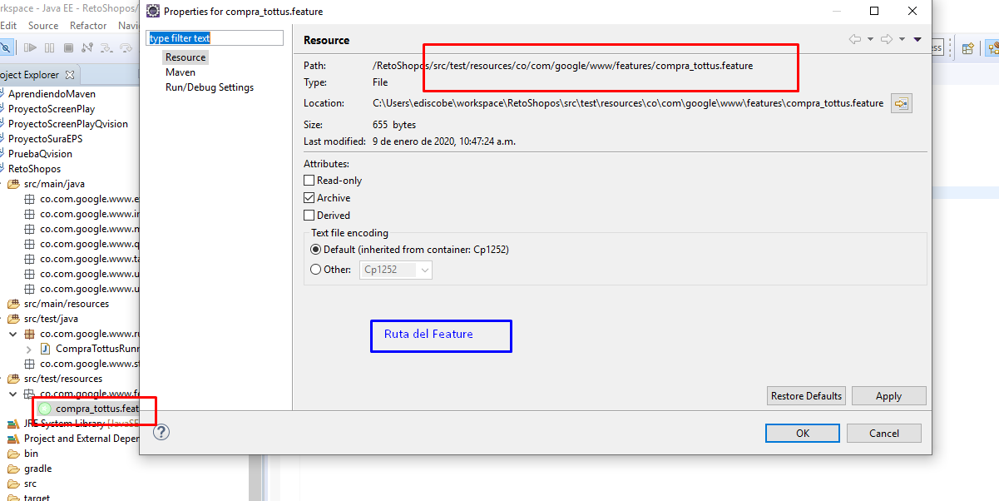 rkspace - Java EE - RetoShopos/
Edit Source Refactor Navi
oject Explorer
AprendiendoMaven
ProyectoScreenPlay
ProyectoScreenPlayQvision
ProyectoSuraEPS
PruebaQvision
RetoShopos
src/main/java
co.com.google.www.e
co.com.google.www.ir
co.com.google.www.m
co.com.google.www.q
co.com.google.www.ta
co.com.google.www.u
co.com.google.www.u
src/main/resources
src/test/java
co.com.google.www.ru
CompraTottusRunn
co.com.google.www.st
src/test/resources
co.com.google.www.fe
compra_tottus.feat
JRE System Library [JavaSE
Project and External Deper
bin
gradle
src
target
Properties for compra_tottus.feature
type filter text
Resource
Maven
Run/Debug Settings
Resource
Path: /RetoShopos/src/test/resources/co/com/google/www/features/compra_tottus.feature
Type: File
Location: C:\Users\ediscobe\workspace\RetoShopos\src\test\resources\co\com\google\www\features\compra_tottus.feature
Size: 655 bytes
Last modified: 9 de enero de 2020, 10:47:24 a.m.
Attributes:
Read-only
Archive
Derived
Text file encoding
Default (inherited from container: Cp1252)
Other: Cp1252
Ruta del Feature
Restore Defaults Apply
OK Cancel
?
ess